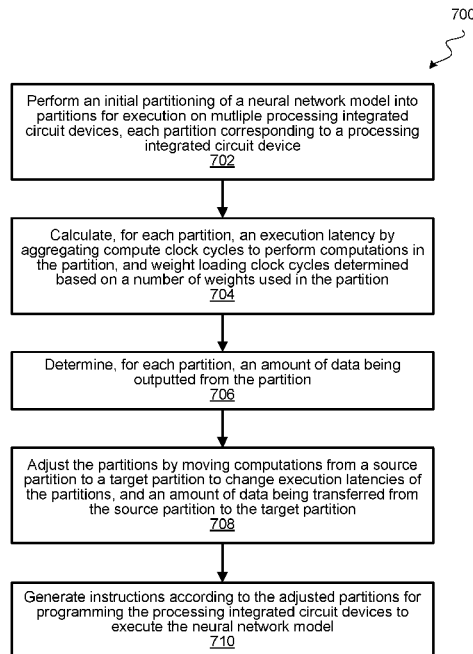 700
Perform an initial partitioning of a neural network model into
partitions for execution on mutliple processing integrated
circuit devices, each partition corresponding to a processing
integrated circuit device
702
Calculate, for each partition, an execution latency by
aggregating compute clock cycles to perform computations in
the partition, and weight loading clock cycles determined
based on a number of weights used in the partition
704
Determine, for each partition, an amount of data being
outputted from the partition
706
Adjust the partitions by moving computations from a source
partition to a target partition to change execution latencies of
the partitions, and an amount of data being transferred from
the source partition to the target partition
708
Generate instructions according to the adjusted partitions for
programming the processing integrated circuit devices to
execute the neural network model
710